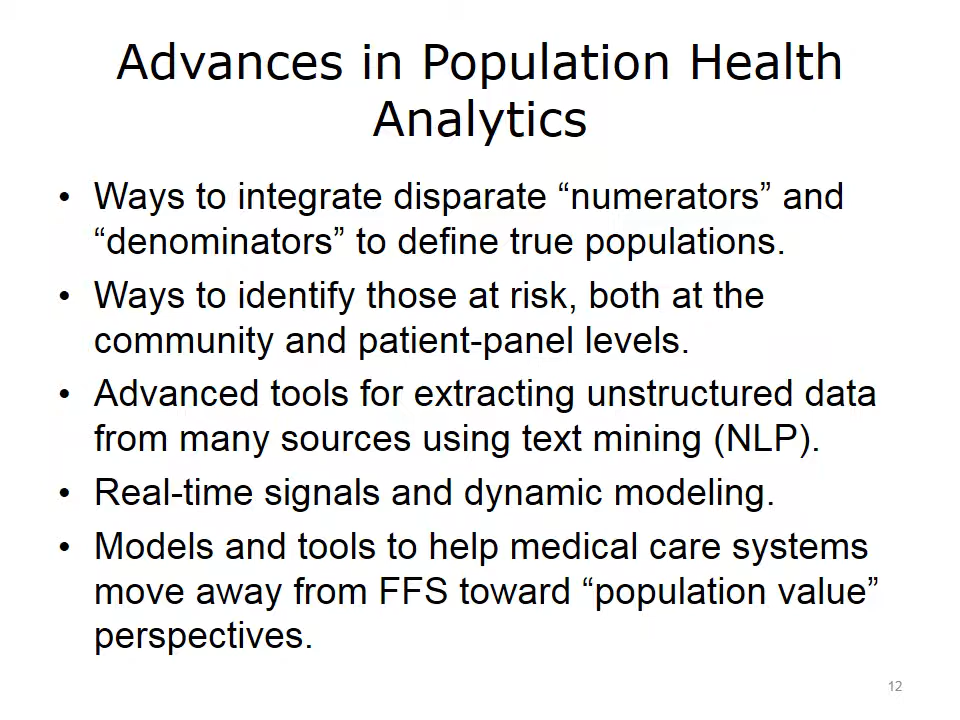 Advances in Population Health
Analytics
• Ways to integrate disparate “numerators” and
“denominators” to define true populations.
• Ways to identify those at risk, both at the
community and patient-panel levels.
• Advanced tools for extracting unstructured data
from many sources using text mining (NLP).
• Real-time signals and dynamic modeling.
• Models and tools to help medical care systems
move away from FFS toward “population value”
perspectives.
12